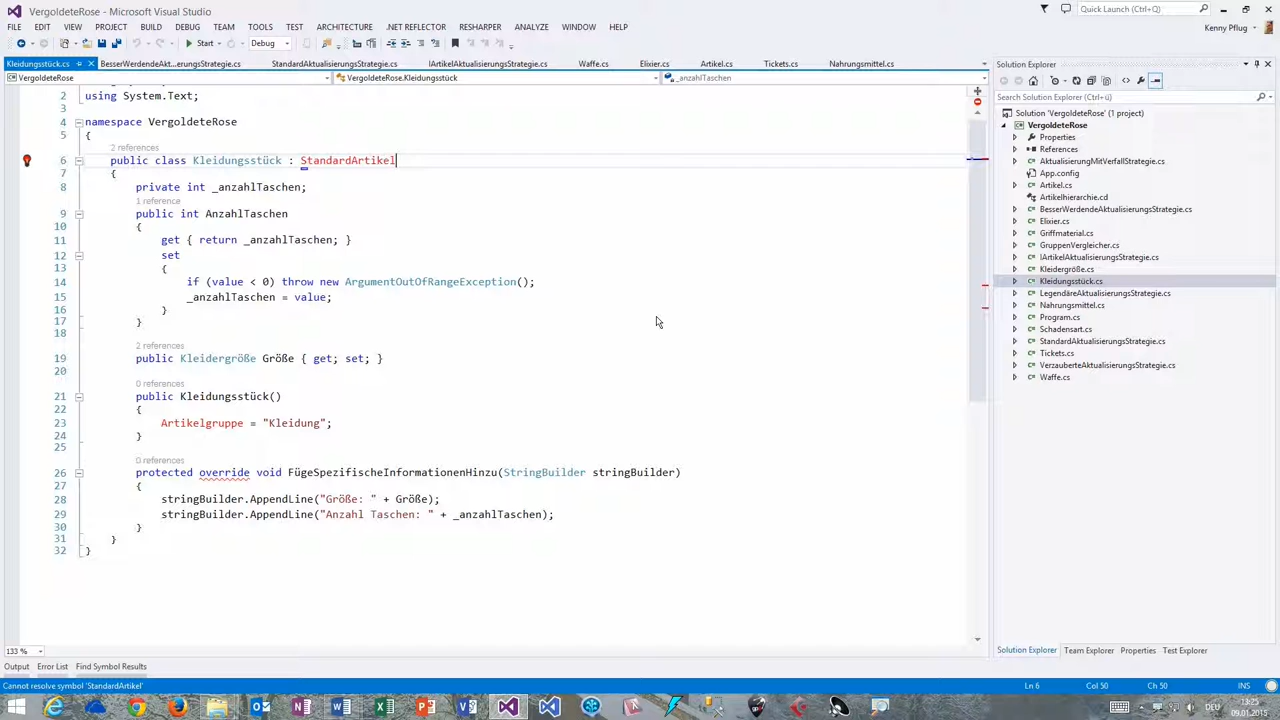 VergoldeteRose - Microsoft Visual Studio
Quick Launch (Ctrl+Q)
FILE EDIT VIEW PROJECT BUILD DEBUG TEAM TOOLS TEST ARCHITECTURE .NET REFLECTOR RESHARPER ANALYZE WINDOW HELP
Kenny Pflug
Start Debug
Kleidungsstück.cs BesserWerdendeAkt...erungsStrategie.cs StandardAktualisierungsStrategie.cs IArtikelAktualisierungsStrategie.cs Waffe.cs Elixier.cs Artikel.cs Tickets.cs Nahrungsmittel.cs
VergoldeteRose VergoldeteRose.Kleidungsstück _anzahlTaschen
2 using System.Text;
3
4 namespace VergoldeteRose
5 {
2 references
6 public class Kleidungsstück : StandardArtikel
7 {
8 private int _anzahlTaschen;
1 reference
9 public int AnzahlTaschen
10 {
11 get { return _anzahlTaschen; }
12 set
13 {
14 if (value < 0) throw new ArgumentOutOfRangeException();
15 _anzahlTaschen = value;
16 }
17 }
18
2 references
19 public Kleidergröße Größe { get; set; }
20
0 references
21 public Kleidungsstück()
22 {
23 Artikelgruppe = "Kleidung";
24 }
25
0 references
26 protected override void FügeSpezifischeInformationenHinzu(StringBuilder stringBuilder)
27 {
28 stringBuilder.AppendLine("Größe: " + Größe);
29 stringBuilder.AppendLine("Anzahl Taschen: " + _anzahlTaschen);
30 }
31 }
32 }
133 %
Output Error List Find Symbol Results
Cannot resolve symbol 'StandardArtikel' Ln 6 Col 50 Ch 50 INS
Solution Explorer
Search Solution Explorer (Ctrl+ü)
Solution 'VergoldeteRose' (1 project)
VergoldeteRose
Properties
References
AktualisierungMitVerfallStrategie.cs
App.config
Artikel.cs
Artikelhierarchie.cd
BesserWerdendeAktualisierungsStrategie.cs
Elixier.cs
Griffmaterial.cs
GruppenVergleicher.cs
IArtikelAktualisierungsStrategie.cs
Kleidergröße.cs
Kleidungsstück.cs
LegendäreAktualisierungsStrategie.cs
Nahrungsmittel.cs
Program.cs
Schadensart.cs
StandardAktualisierungsStrategie.cs
Tickets.cs
VerzauberteAktualisierungsStrategie.cs
Waffe.cs
Solution Explorer Team Explorer Properties Test Explorer
13:25
09.01.2015